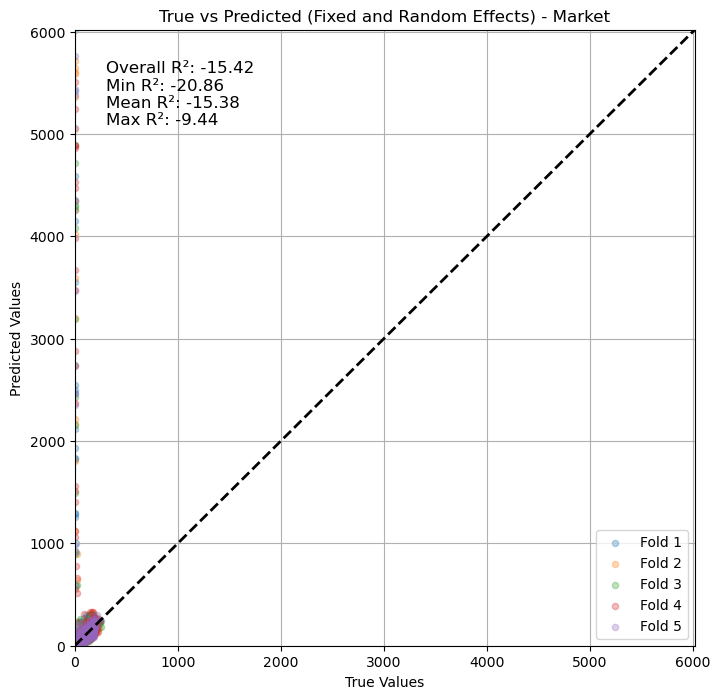 True vs Predicted (Fixed and Random Effects) - Market
Overall R²: -15.42
Min R²: -20.86
Mean R²: -15.38
Max R²: -9.44
6000
5000
4000
3000
2000
1000
0
Predicted Values
Fold 1
Fold 2
Fold 3
Fold 4
Fold 5
0 1000 2000 3000 4000 5000 6000
True Values